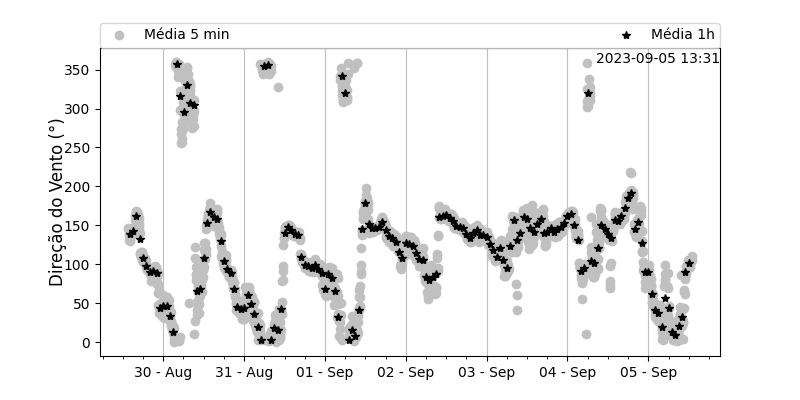 Média 5 min
Média 1h
2023-09-05 13:31
Direção do Vento (°)
350
300
250
200
150
100
50
0
30 - Aug
31 - Aug
01 - Sep
02 - Sep
03 - Sep
04 - Sep
05 - Sep